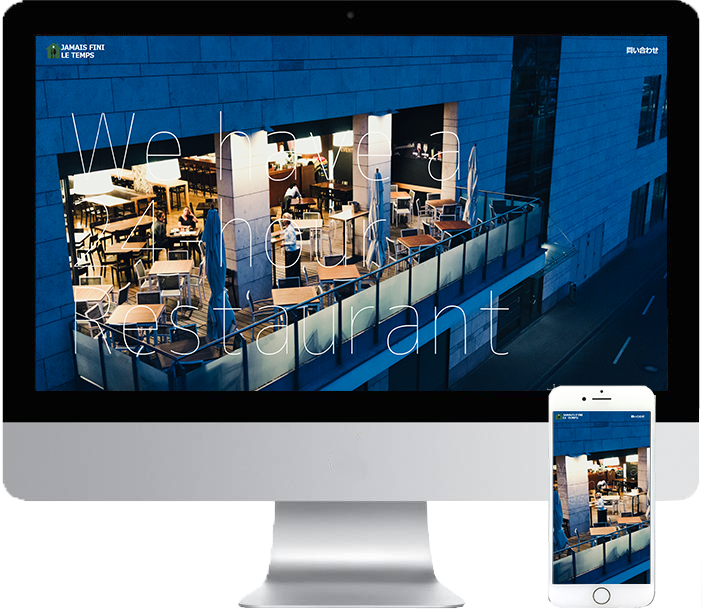 JAMAIS FINI
LE TEMPS
問い合わせ
We have a
24-hour
Restaurant
JAMAIS FINI
LE TEMPS
問い合わせ